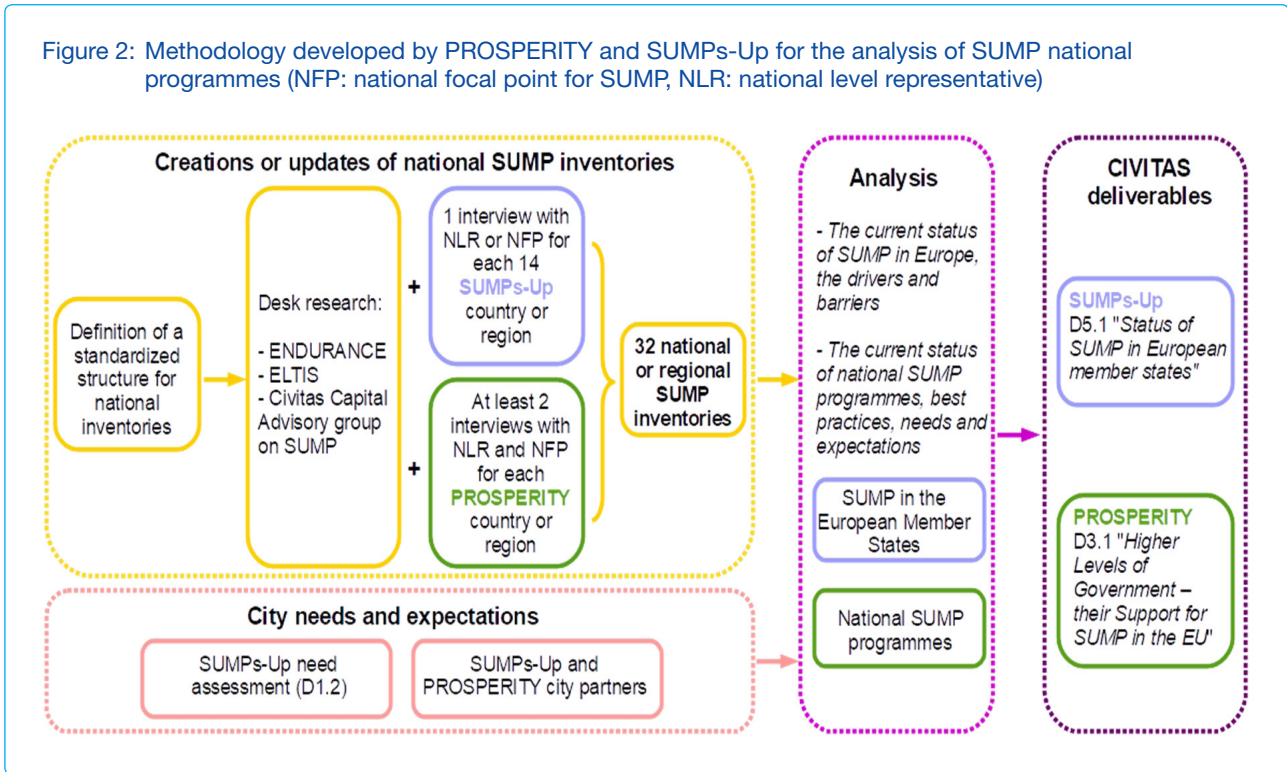 Figure 2: Methodology developed by PROSPERITY and SUMPs-Up for the analysis of SUMP national
programmes (NFP: national focal point for SUMP, NLR: national level representative)
Creations or updates of national SUMP inventories
Definition of a
standardized
structure for
national
inventories
Desk research:
- ENDURANCE
- ELTIS
- Civitas Capital
Advisory group
on SUMP
+
1 interview with
NLR or NFP for
each 14
SUMPs-Up
country or
region
+
At least 2
interviews with
NLR and NFP
for each
PROSPERITY
country or
region
32 national
or regional
SUMP
inventories
City needs and expectations
SUMPs-Up need
assessment (D1.2)
SUMPs-Up and
PROSPERITY city
partners
Analysis
- The current status
of SUMP in Europe,
the drivers and
barriers
- The current status
of national SUMP
programmes, best
practices, needs and
expectations
SUMP in the
European Member
States
National SUMP
programmes
CIVITAS
deliverables
SUMPs-Up
D5.1 "Status of
SUMP in European
member states"
PROSPERITY
D3.1 "Higher
Levels of
Government –
their Support for
SUMP in the EU"